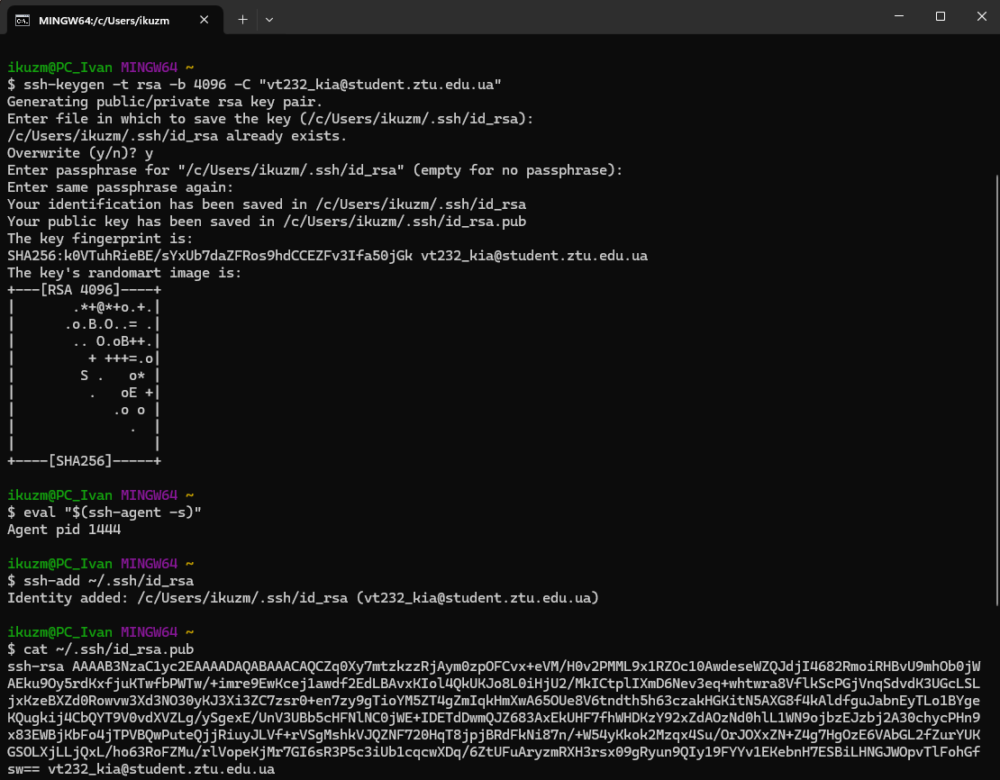 MINGW64:/c/Users/ikuzm
ikuzm@PC_Ivan MINGW64 ~
$ ssh-keygen -t rsa -b 4096 -C "vt232_kia@student.ztu.edu.ua"
Generating public/private rsa key pair.
Enter file in which to save the key (/c/Users/ikuzm/.ssh/id_rsa):
/c/Users/ikuzm/.ssh/id_rsa already exists.
Overwrite (y/n)? y
Enter passphrase for "/c/Users/ikuzm/.ssh/id_rsa" (empty for no passphrase):
Enter same passphrase again:
Your identification has been saved in /c/Users/ikuzm/.ssh/id_rsa
Your public key has been saved in /c/Users/ikuzm/.ssh/id_rsa.pub
The key fingerprint is:
SHA256:k0VTuhRieBE/sYxUb7daZFRos9hdCCEZFv3Ifa50jGk vt232_kia@student.ztu.edu.ua
The key's randomart image is:
+---[RSA 4096]----+
|       .*+@*+o.+.|
|      .o.B.O..= .|
|       .. O.oB++.|
|         + +++=.o|
|        S .   o* |
|         .   oE +|
|            .o o |
|              .  |
|                 |
+----[SHA256]-----+
ikuzm@PC_Ivan MINGW64 ~
$ eval "$(ssh-agent -s)"
Agent pid 1444
ikuzm@PC_Ivan MINGW64 ~
$ ssh-add ~/.ssh/id_rsa
Identity added: /c/Users/ikuzm/.ssh/id_rsa (vt232_kia@student.ztu.edu.ua)
ikuzm@PC_Ivan MINGW64 ~
$ cat ~/.ssh/id_rsa.pub
ssh-rsa AAAAB3NzaC1yc2EAAAADAQABAAACAQCZq0Xy7mtzkzzRjAym0zpOFCvx+eVM/H0v2PMML9x1RZOc10AwdeseWZQJdjI4682RmoiRHBvU9mhOb0jW
AEku9Oy5rdKxfjuKTwfbPWTw/+imre9EwKcej1awdf2EdLBAvxKIol4QkUKJo8L0iHjU2/MkICtplIXmD6Nev3eq+whtwra8VflkScPGjVnqSdvdK3UGcLSL
jxKzeBXZd0Rowvw3Xd3NO30yKJ3Xi3ZC7zsr0+en7zy9gTioYM5ZT4gZmIqkHmXwA65OUe8V6tndth5h63czakHGKitN5AXG8f4kAldfguJabnEyTLo1BYge
KQugkij4CbQYT9V0vdXVZLg/ySgexE/UnV3UBb5cHFNlNC0jWE+IDETdDwmQJZ683AxEkUHF7fhWHDKzY92xZdAOzNd0hlL1WN9ojbzEJzbj2A30chycPHn9
x83EWBjKbFo4jTPVBQwPuteQjjRiuyJLVf+rVSgMshkVJQZNF720HqT8jpjBRdFkNi87n/+W54yKkok2Mzqx4Su/OrJOXxZN+Z4g7HgOzE6VAbGL2fZurYUK
GSOLXjLLjQxL/ho63RoFZMu/rlVopeKjMr7GI6sR3P5c3iUb1cqcwXDq/6ZtUFuAryzmRXH3rsx09gRyun9QIy19FYYv1EKebnH7ESBiLHNGJWOpvTlFohGf
sw== vt232_kia@student.ztu.edu.ua